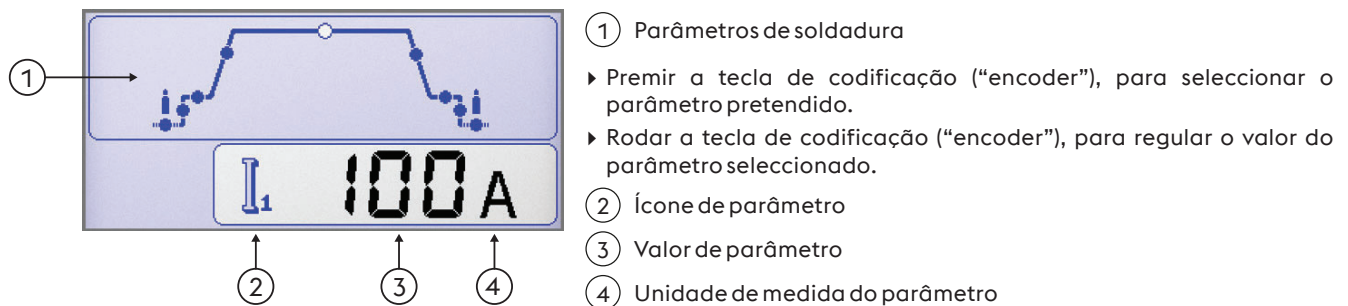 1
I1 100 A
2
3
4
1 Parâmetros de soldadura
▸ Premir a tecla de codificação (“encoder”), para seleccionar o
parâmetro pretendido.
▸ Rodar a tecla de codificação (“encoder”), para regular o valor do
parâmetro seleccionado.
2 Ícone de parâmetro
3 Valor de parâmetro
4 Unidade de medida do parâmetro